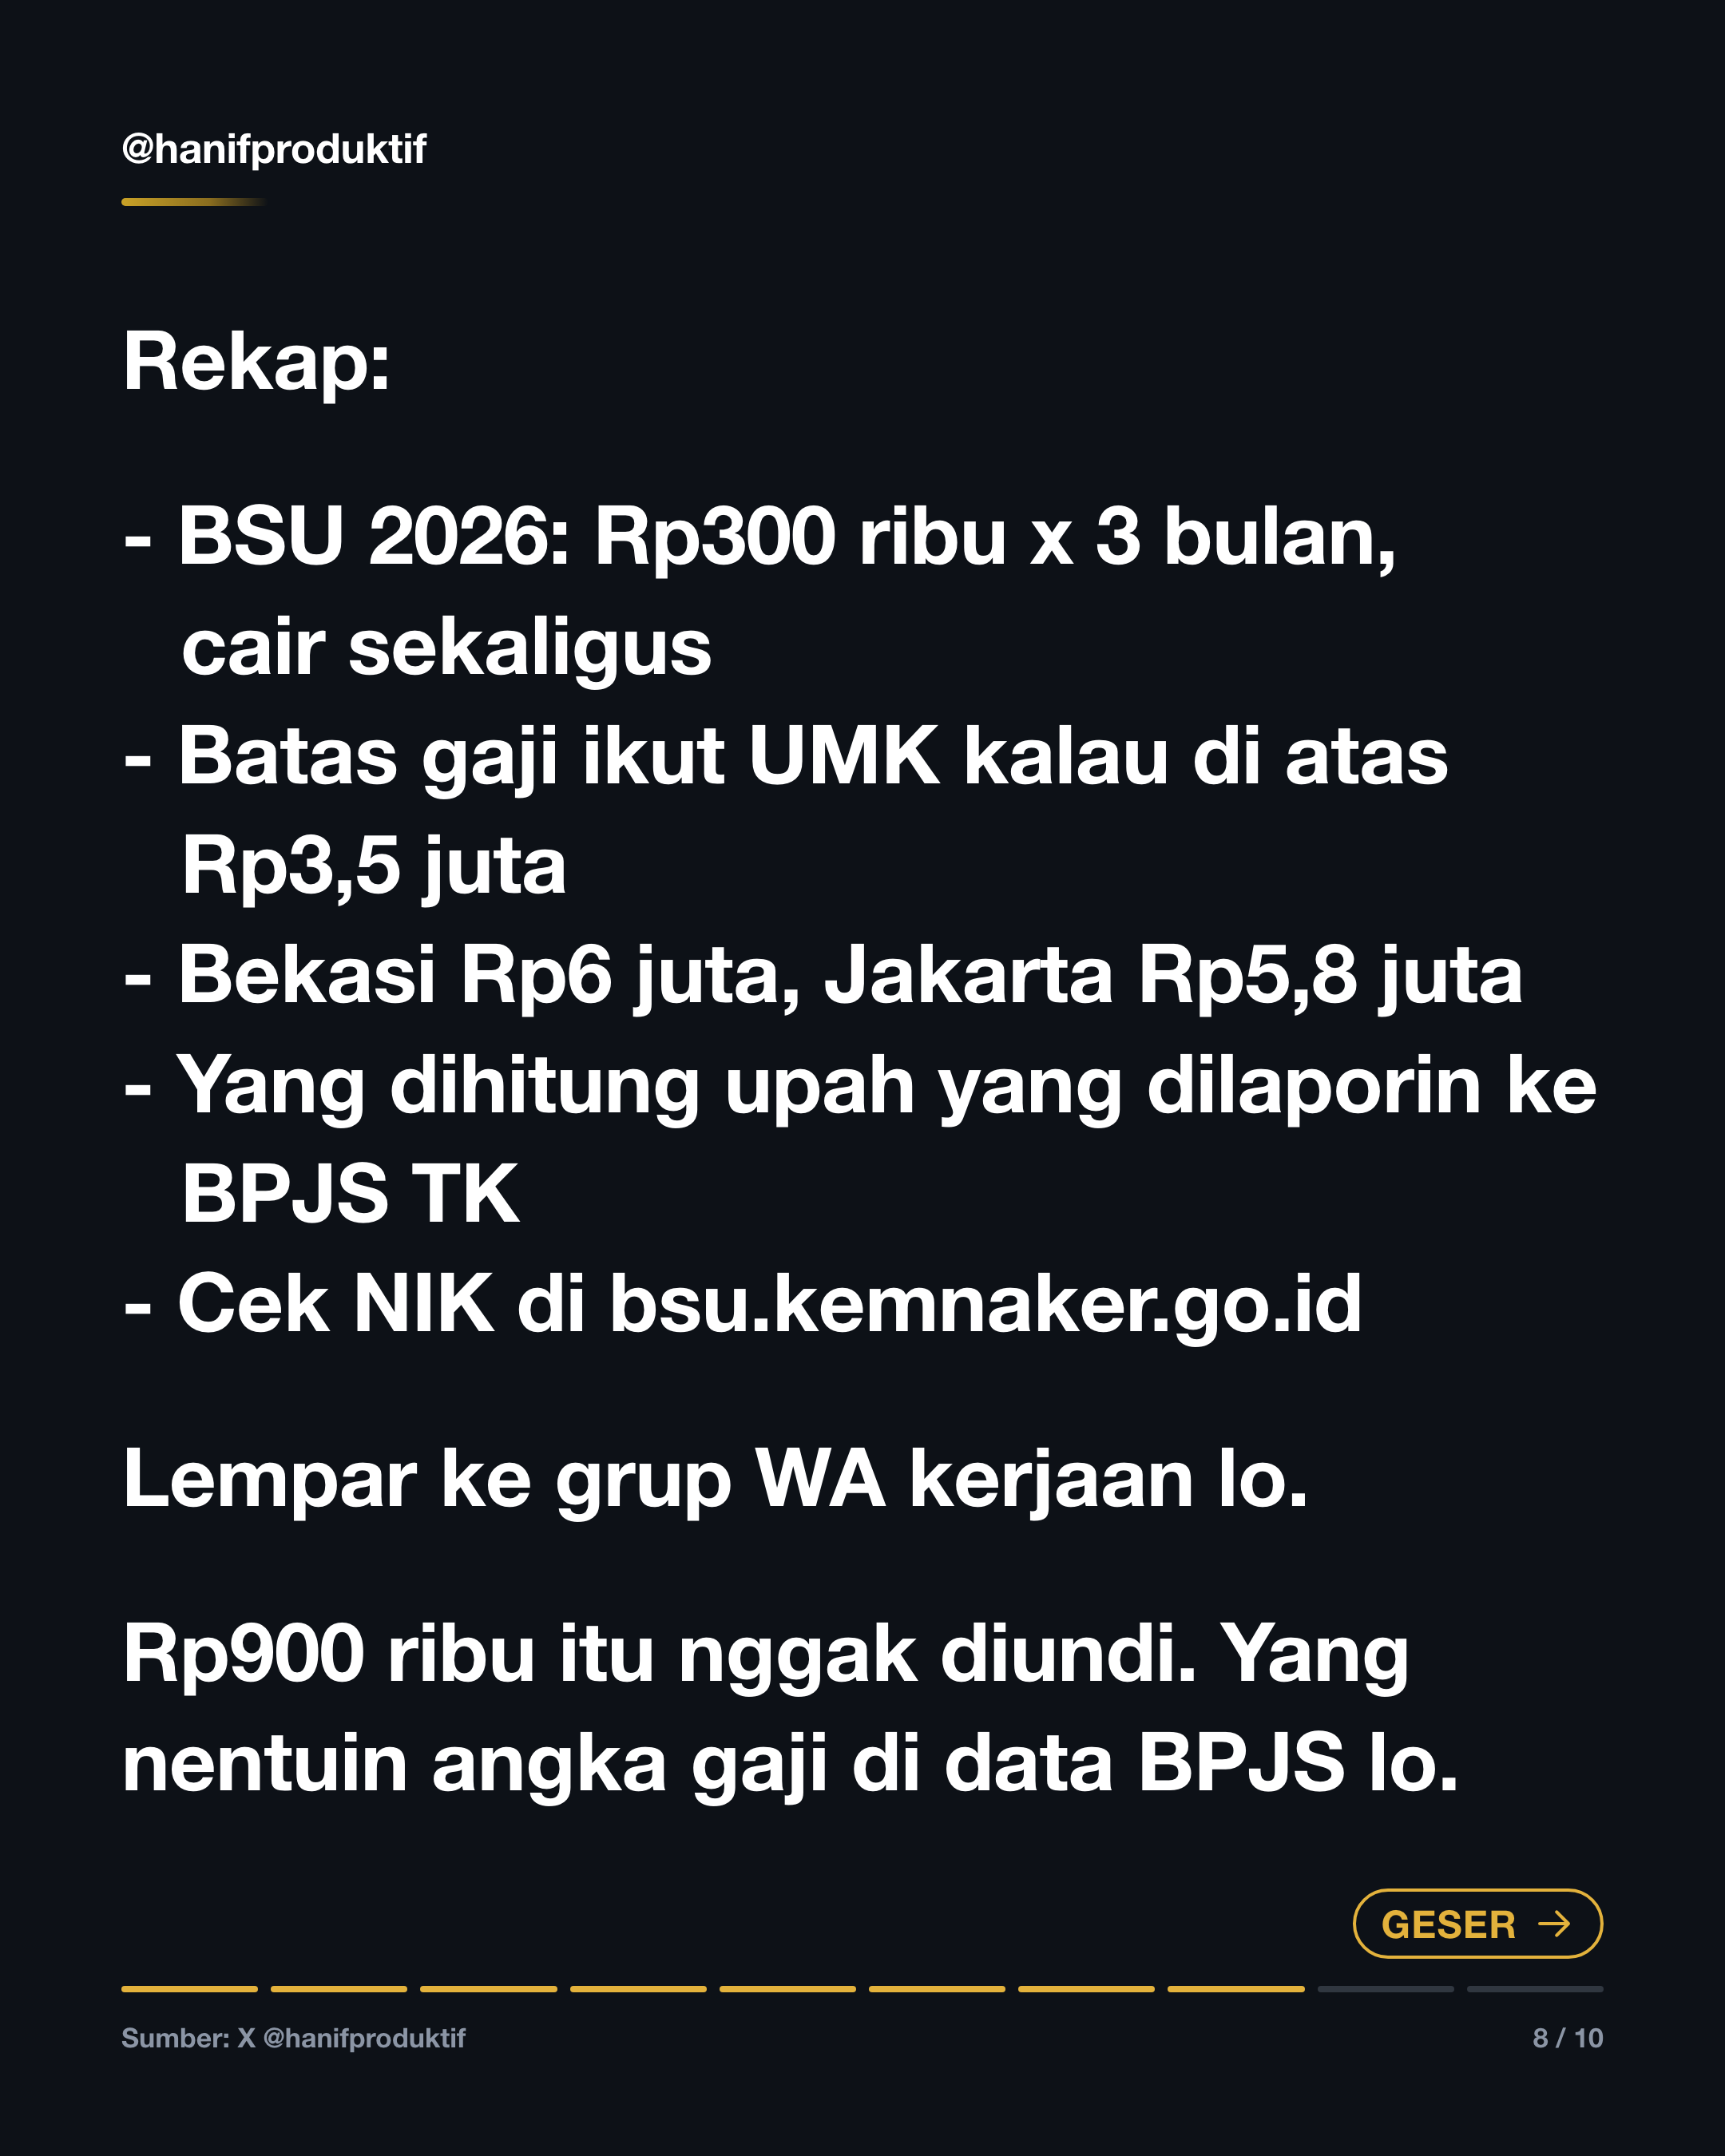 @hanifproduktif
Rekap:
- BSU 2026: Rp300 ribu x 3 bulan,
cair sekaligus
- Batas gaji ikut UMK kalau di atas
Rp3,5 juta
- Bekasi Rp6 juta, Jakarta Rp5,8 juta
- Yang dihitung upah yang dilaporin ke
BPJS TK
- Cek NIK di bsu.kemnaker.go.id
Lempar ke grup WA kerjaan lo.
Rp900 ribu itu nggak diundi. Yang
nentuin angka gaji di data BPJS lo.
GESER →
Sumber: X @hanifproduktif
8 / 10